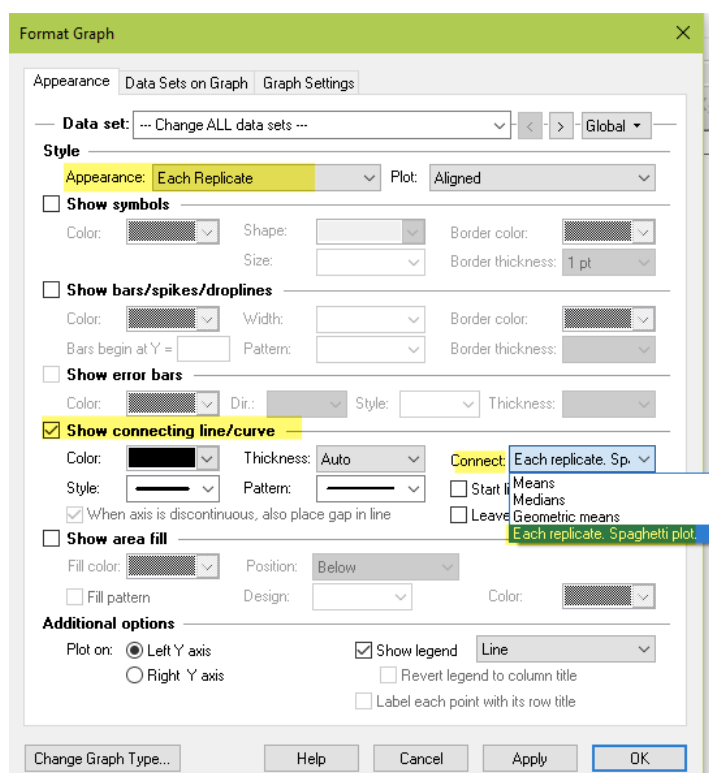 Format Graph
Appearance Data Sets on Graph Graph Settings
Data set: --- Change ALL data sets --- < > Global
Style
Appearance: Each Replicate Plot: Aligned
Show symbols
Color: Shape: Border color:
Size: Border thickness: 1 pt
Show bars/spikes/droplines
Color: Width: Border color:
Bars begin at Y = Pattern: Border thickness:
Show error bars
Color: Dir.: Style: Thickness:
Show connecting line/curve
Color: Thickness: Auto Connect: Each replicate. Sp
Style: Pattern: Start
Means
Medians
When axis is discontinuous, also place gap in line Leave Geometric means
Each replicate. Spaghetti plot.
Show area fill
Fill color: Position: Below
Fill pattern Design: Color:
Additional options
Plot on: Left Y axis Show legend Line
Right Y axis Revert legend to column title
Label each point with its row title
Change Graph Type... Help Cancel Apply OK